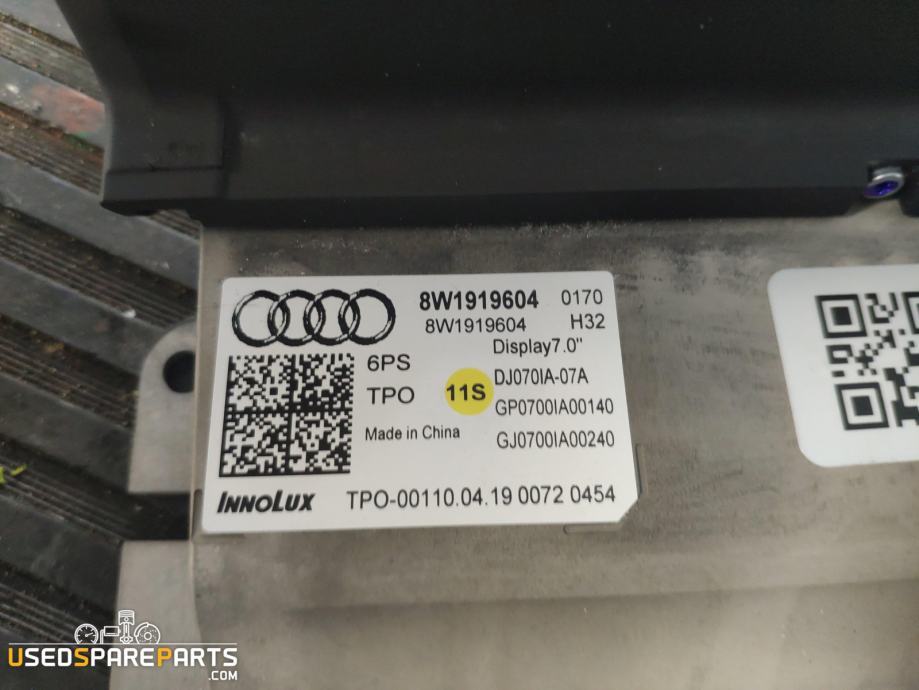 8W1919604 0170
8W1919604 H32
Display7.0"
6PS
TPO 11S DJ070IA-07A
GP0700IA00140
Made in China GJ0700IA00240
INNOLUX TPO-00110.04.19 0072 0454
USEDSPAREPARTS
.COM